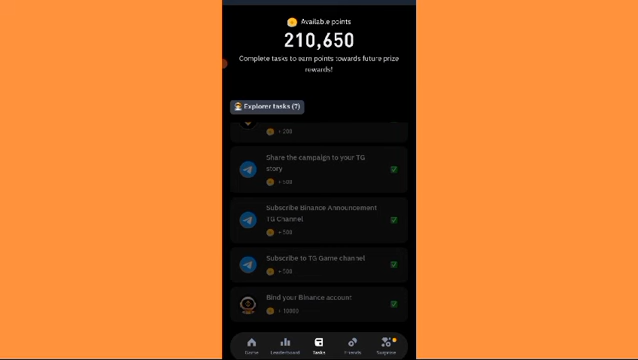 Available points
210,650
Complete tasks to earn points towards future prize
rewards!
Explorer tasks (7)
Share the campaign to your TG
story
+ 500
Subscribe Binance Announcement
TG Channel
+ 500
Subscribe to TG Game channel
+ 500
Bind your Binance account
+ 10000
Game
Leaderboard
Tasks
Friends
Surprise